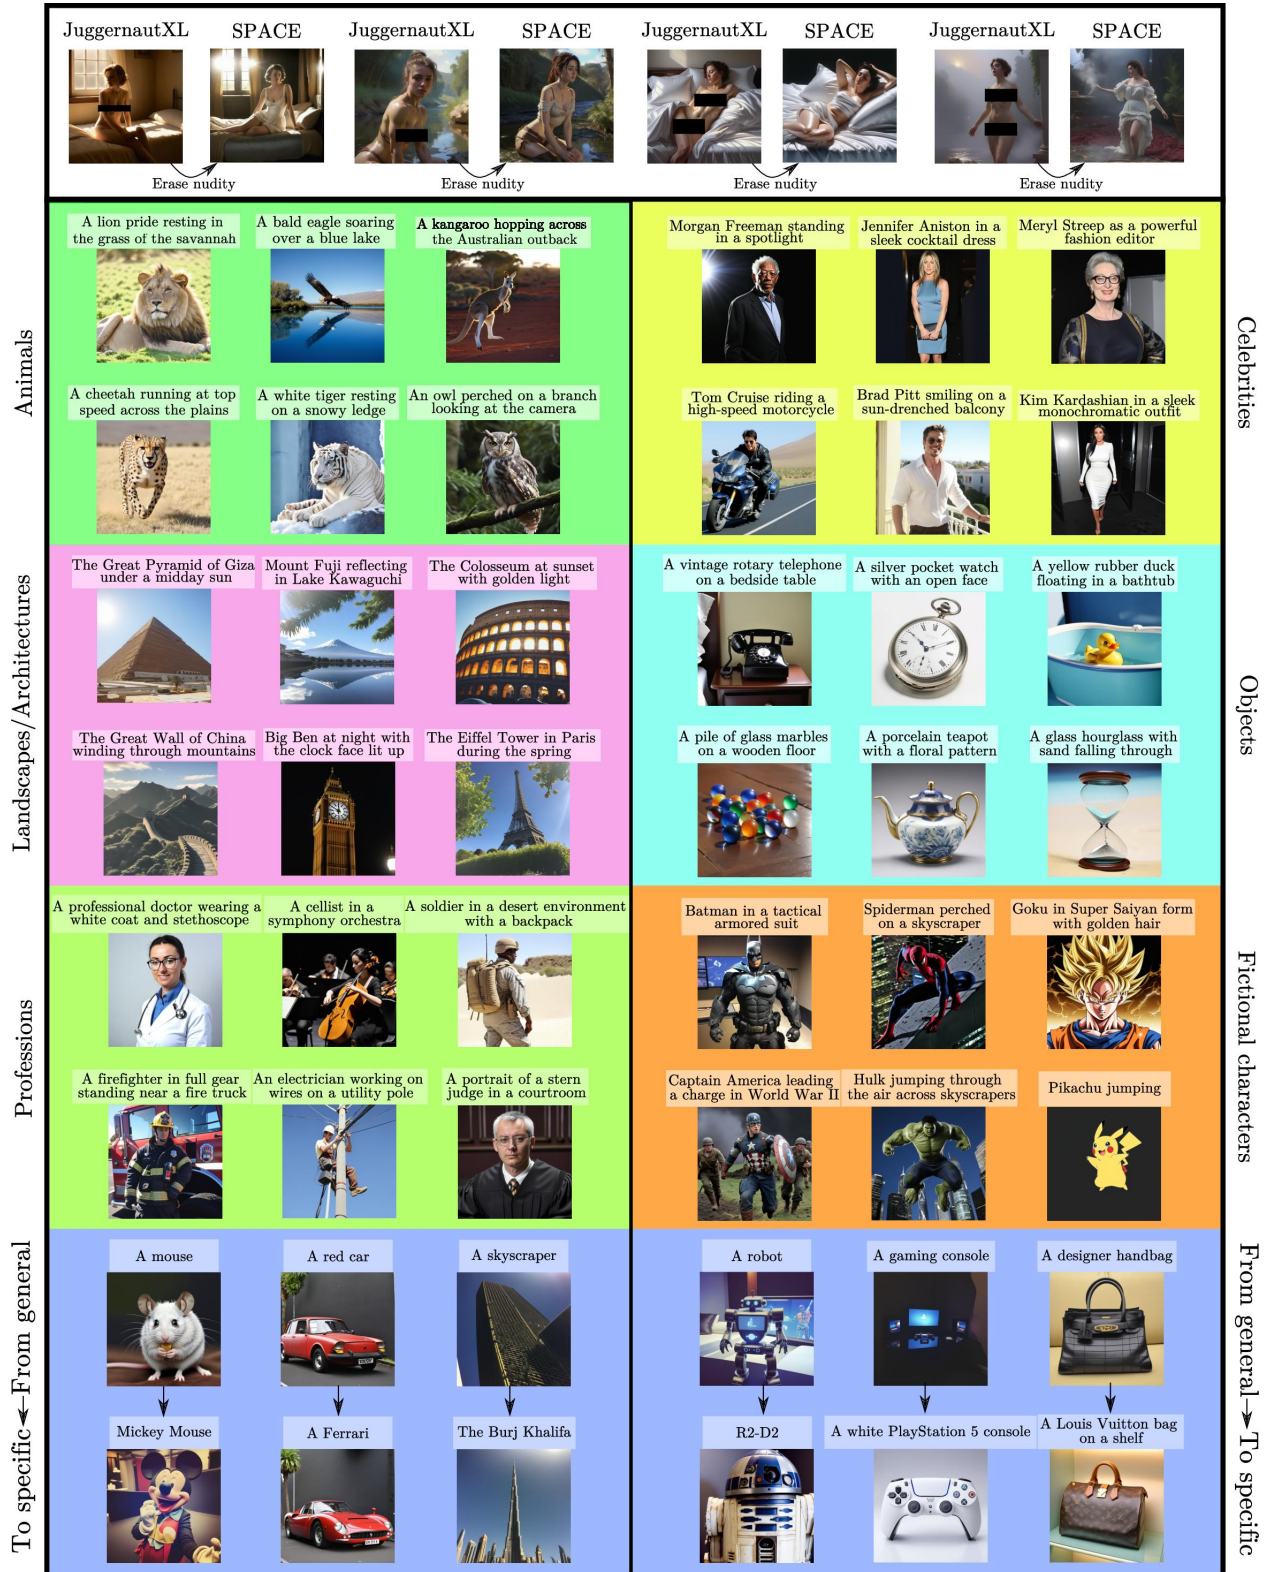 JuggernautXL
SPACE
JuggernautXL
SPACE
JuggernautXL
SPACE
JuggernautXL
SPACE
Erase nudity
Erase nudity
Erase nudity
Erase nudity
Animals
A lion pride resting in
the grass of the savannah
A bald eagle soaring
over a blue lake
A kangaroo hopping across
the Australian outback
A cheetah running at top
speed across the plains
A white tiger resting
on a snowy ledge
An owl perched on a branch
looking at the camera
Celebrities
Morgan Freeman standing
in a spotlight
Jennifer Aniston in a
sleek cocktail dress
Meryl Streep as a powerful
fashion editor
Tom Cruise riding a
high-speed motorcycle
Brad Pitt smiling on a
sun-drenched balcony
Kim Kardashian in a sleek
monochromatic outfit
Landscapes/Architectures
The Great Pyramid of Giza
under a midday sun
Mount Fuji reflecting
in Lake Kawaguchi
The Colosseum at sunset
with golden light
The Great Wall of China
winding through mountains
Big Ben at night with
the clock face lit up
The Eiffel Tower in Paris
during the spring
Objects
A vintage rotary telephone
on a bedside table
A silver pocket watch
with an open face
A yellow rubber duck
floating in a bathtub
A pile of glass marbles
on a wooden floor
A porcelain teapot
with a floral pattern
A glass hourglass with
sand falling through
Professions
A professional doctor wearing a
white coat and stethoscope
A cellist in a
symphony orchestra
A soldier in a desert environment
with a backpack
A firefighter in full gear
standing near a fire truck
An electrician working on
wires on a utility pole
A portrait of a stern
judge in a courtroom
Fictional characters
Batman in a tactical
armored suit
Spiderman perched
on a skyscraper
Goku in Super Saiyan form
with golden hair
Captain America leading
a charge in World War II
Hulk jumping through
the air across skyscrapers
Pikachu jumping
To specific←From general
A mouse
A red car
A skyscraper
Mickey Mouse
A Ferrari
The Burj Khalifa
From general→To specific
A robot
A gaming console
A designer handbag
R2-D2
A white PlayStation 5 console
A Louis Vuitton bag
on a shelf